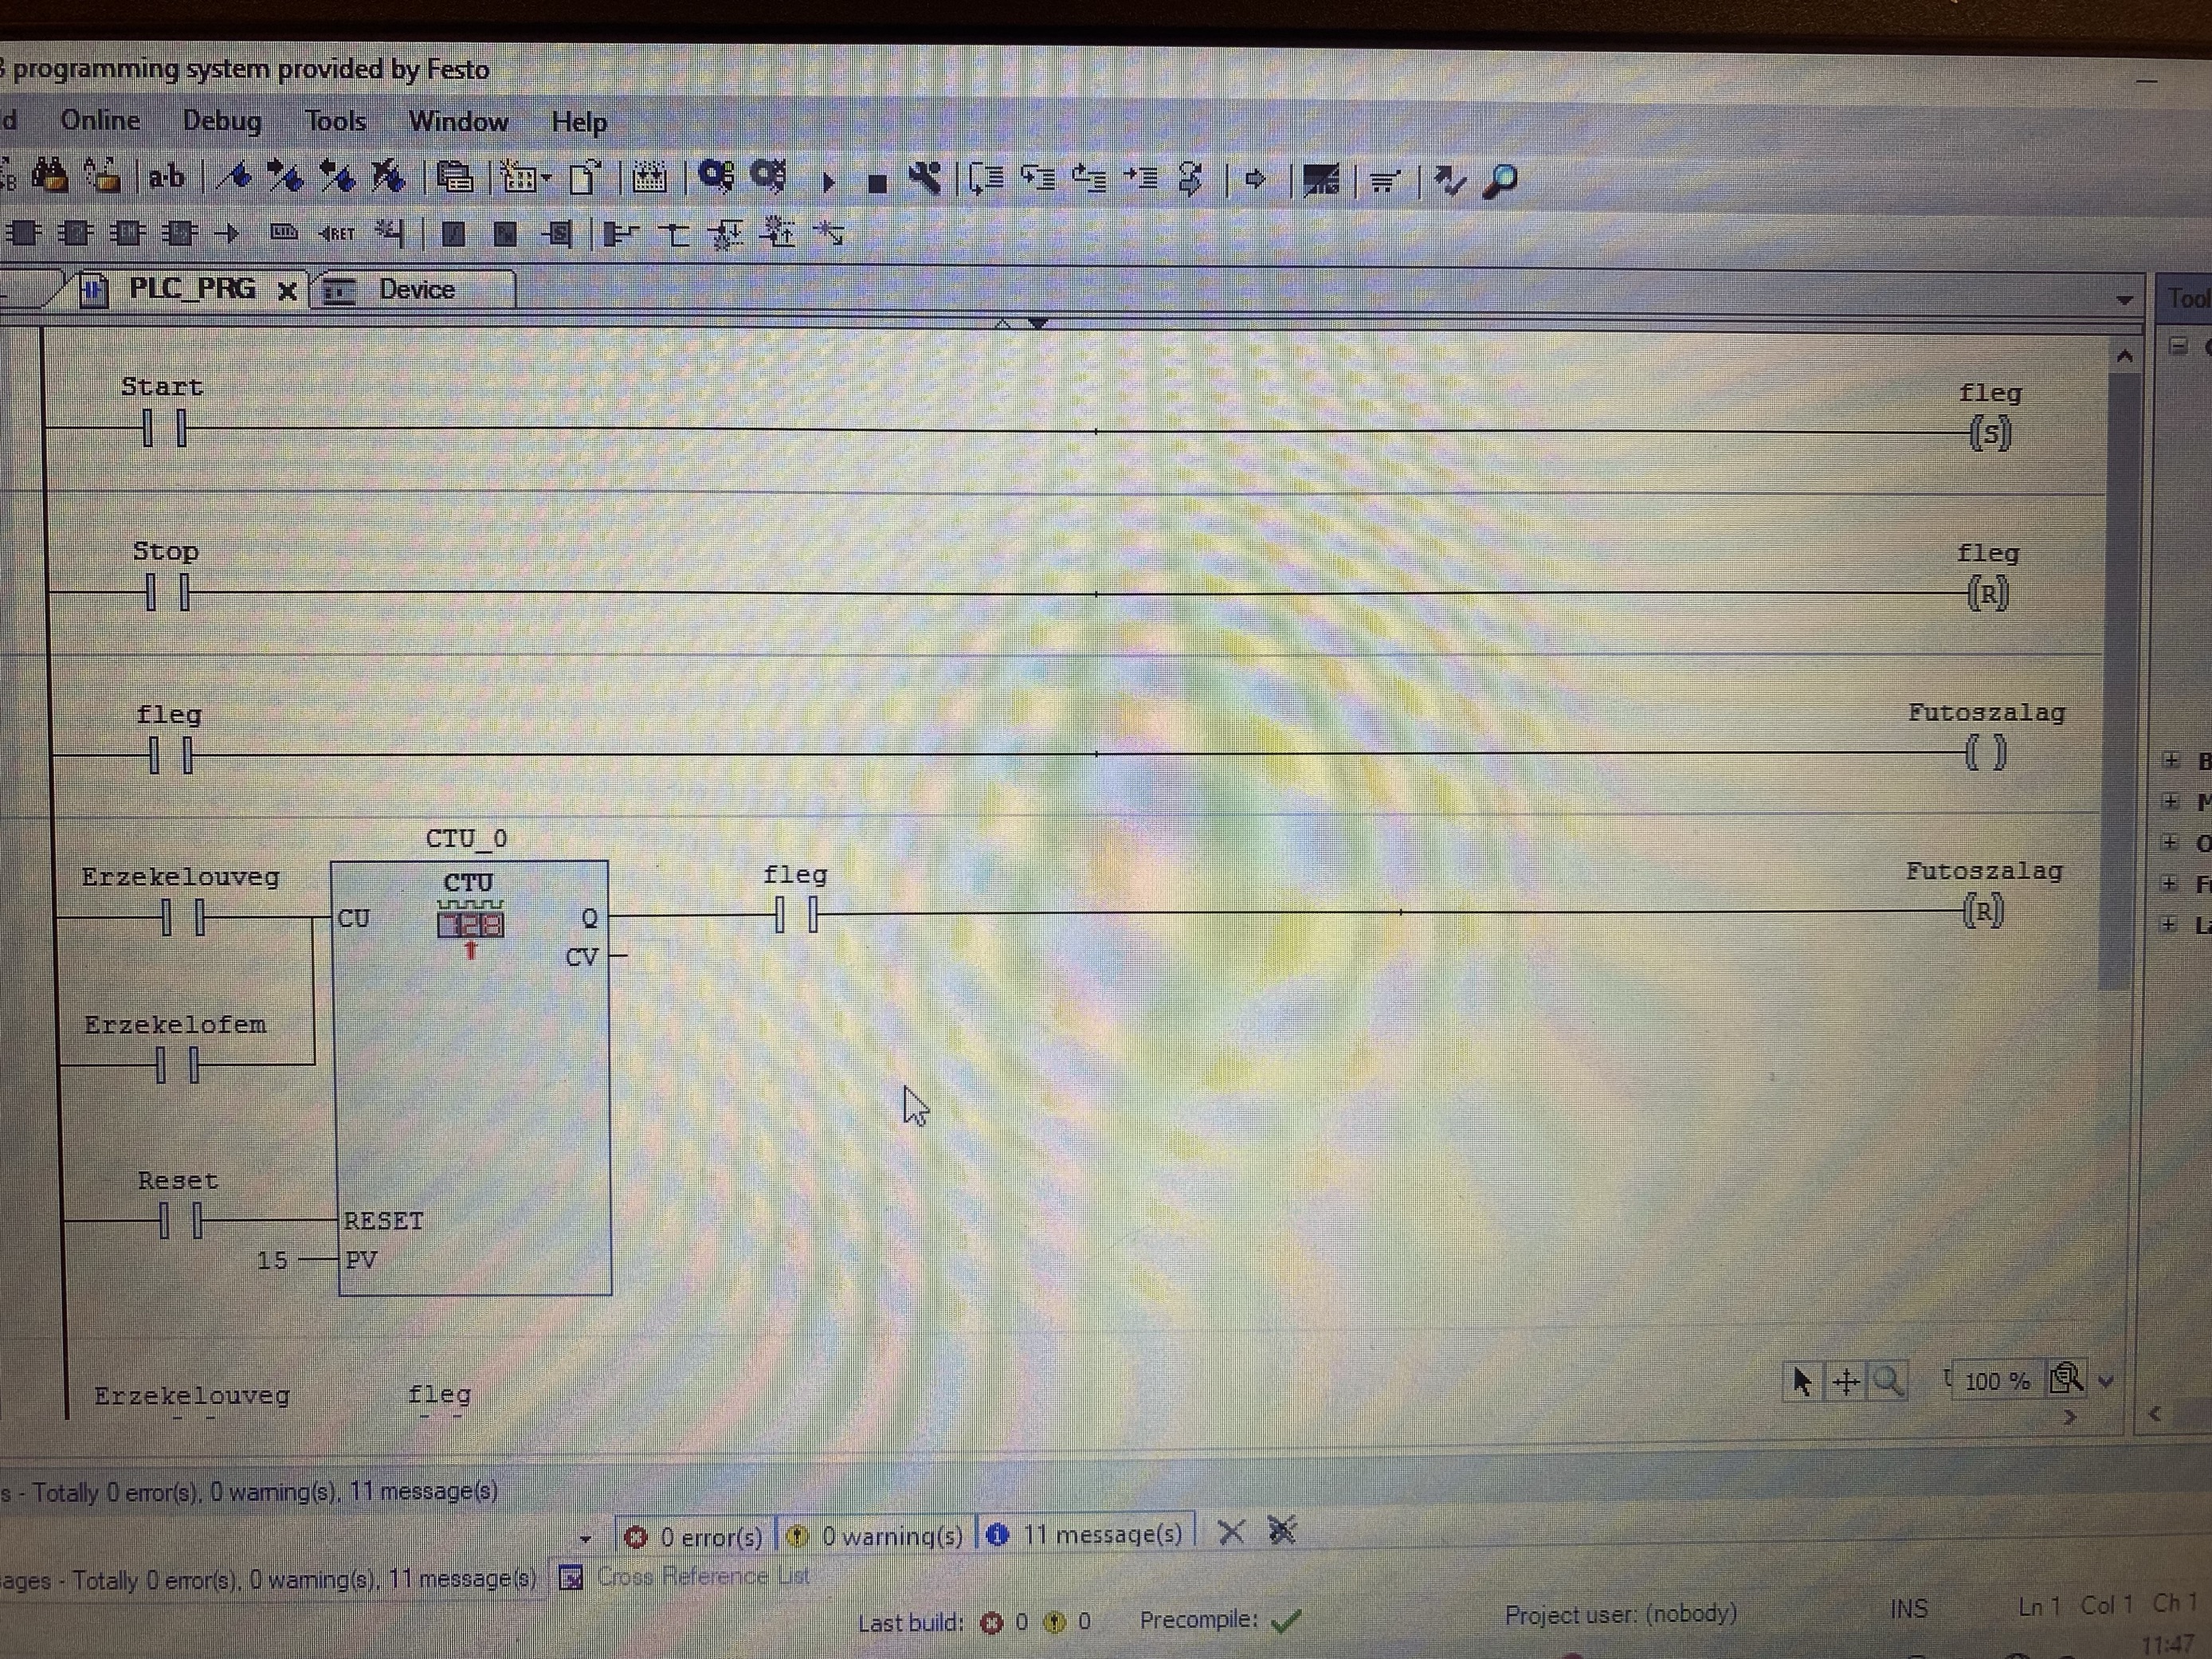 programming system provided by Festo
Online Debug Tools Window Help
a·b
RET
PLC_PRG Device
Start fleg
S
Stop fleg
R
fleg Futoszalag
CTU_0
Erzekelouveg CTU fleg Futoszalag
CU Q R
CV
Erzekelofem
Reset
RESET
15 PV
Erzekelouveg fleg
100 %
s - Totally 0 error(s), 0 warning(s), 11 message(s)
0 error(s) 0 warning(s) 11 message(s)
ages - Totally 0 error(s), 0 warning(s), 11 message(s) Cross Reference List
Last build: 0 0 Precompile: Project user: (nobody) INS Ln 1 Col 1 Ch 1
11:47